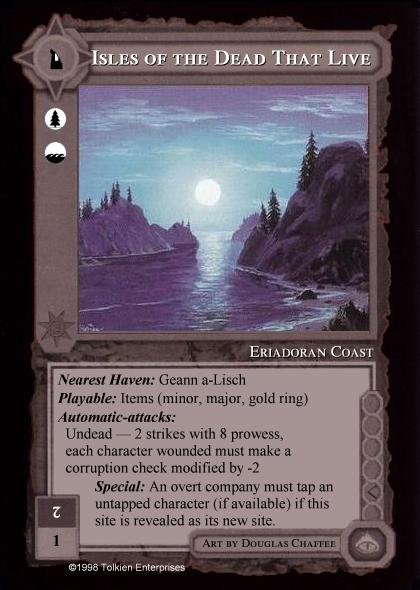 ISLES OF THE DEAD THAT LIVE
ERIADORAN COAST
Nearest Haven: Geann a-Lisch
Playable: Items (minor, major, gold ring)
Automatic-attacks:
Undead — 2 strikes with 8 prowess,
each character wounded must make a
corruption check modified by -2
Special: An overt company must tap an
untapped character (if available) if this
site is revealed as its new site.
2
1
ART BY DOUGLAS CHAFFEE
©1998 Tolkien Enterprises